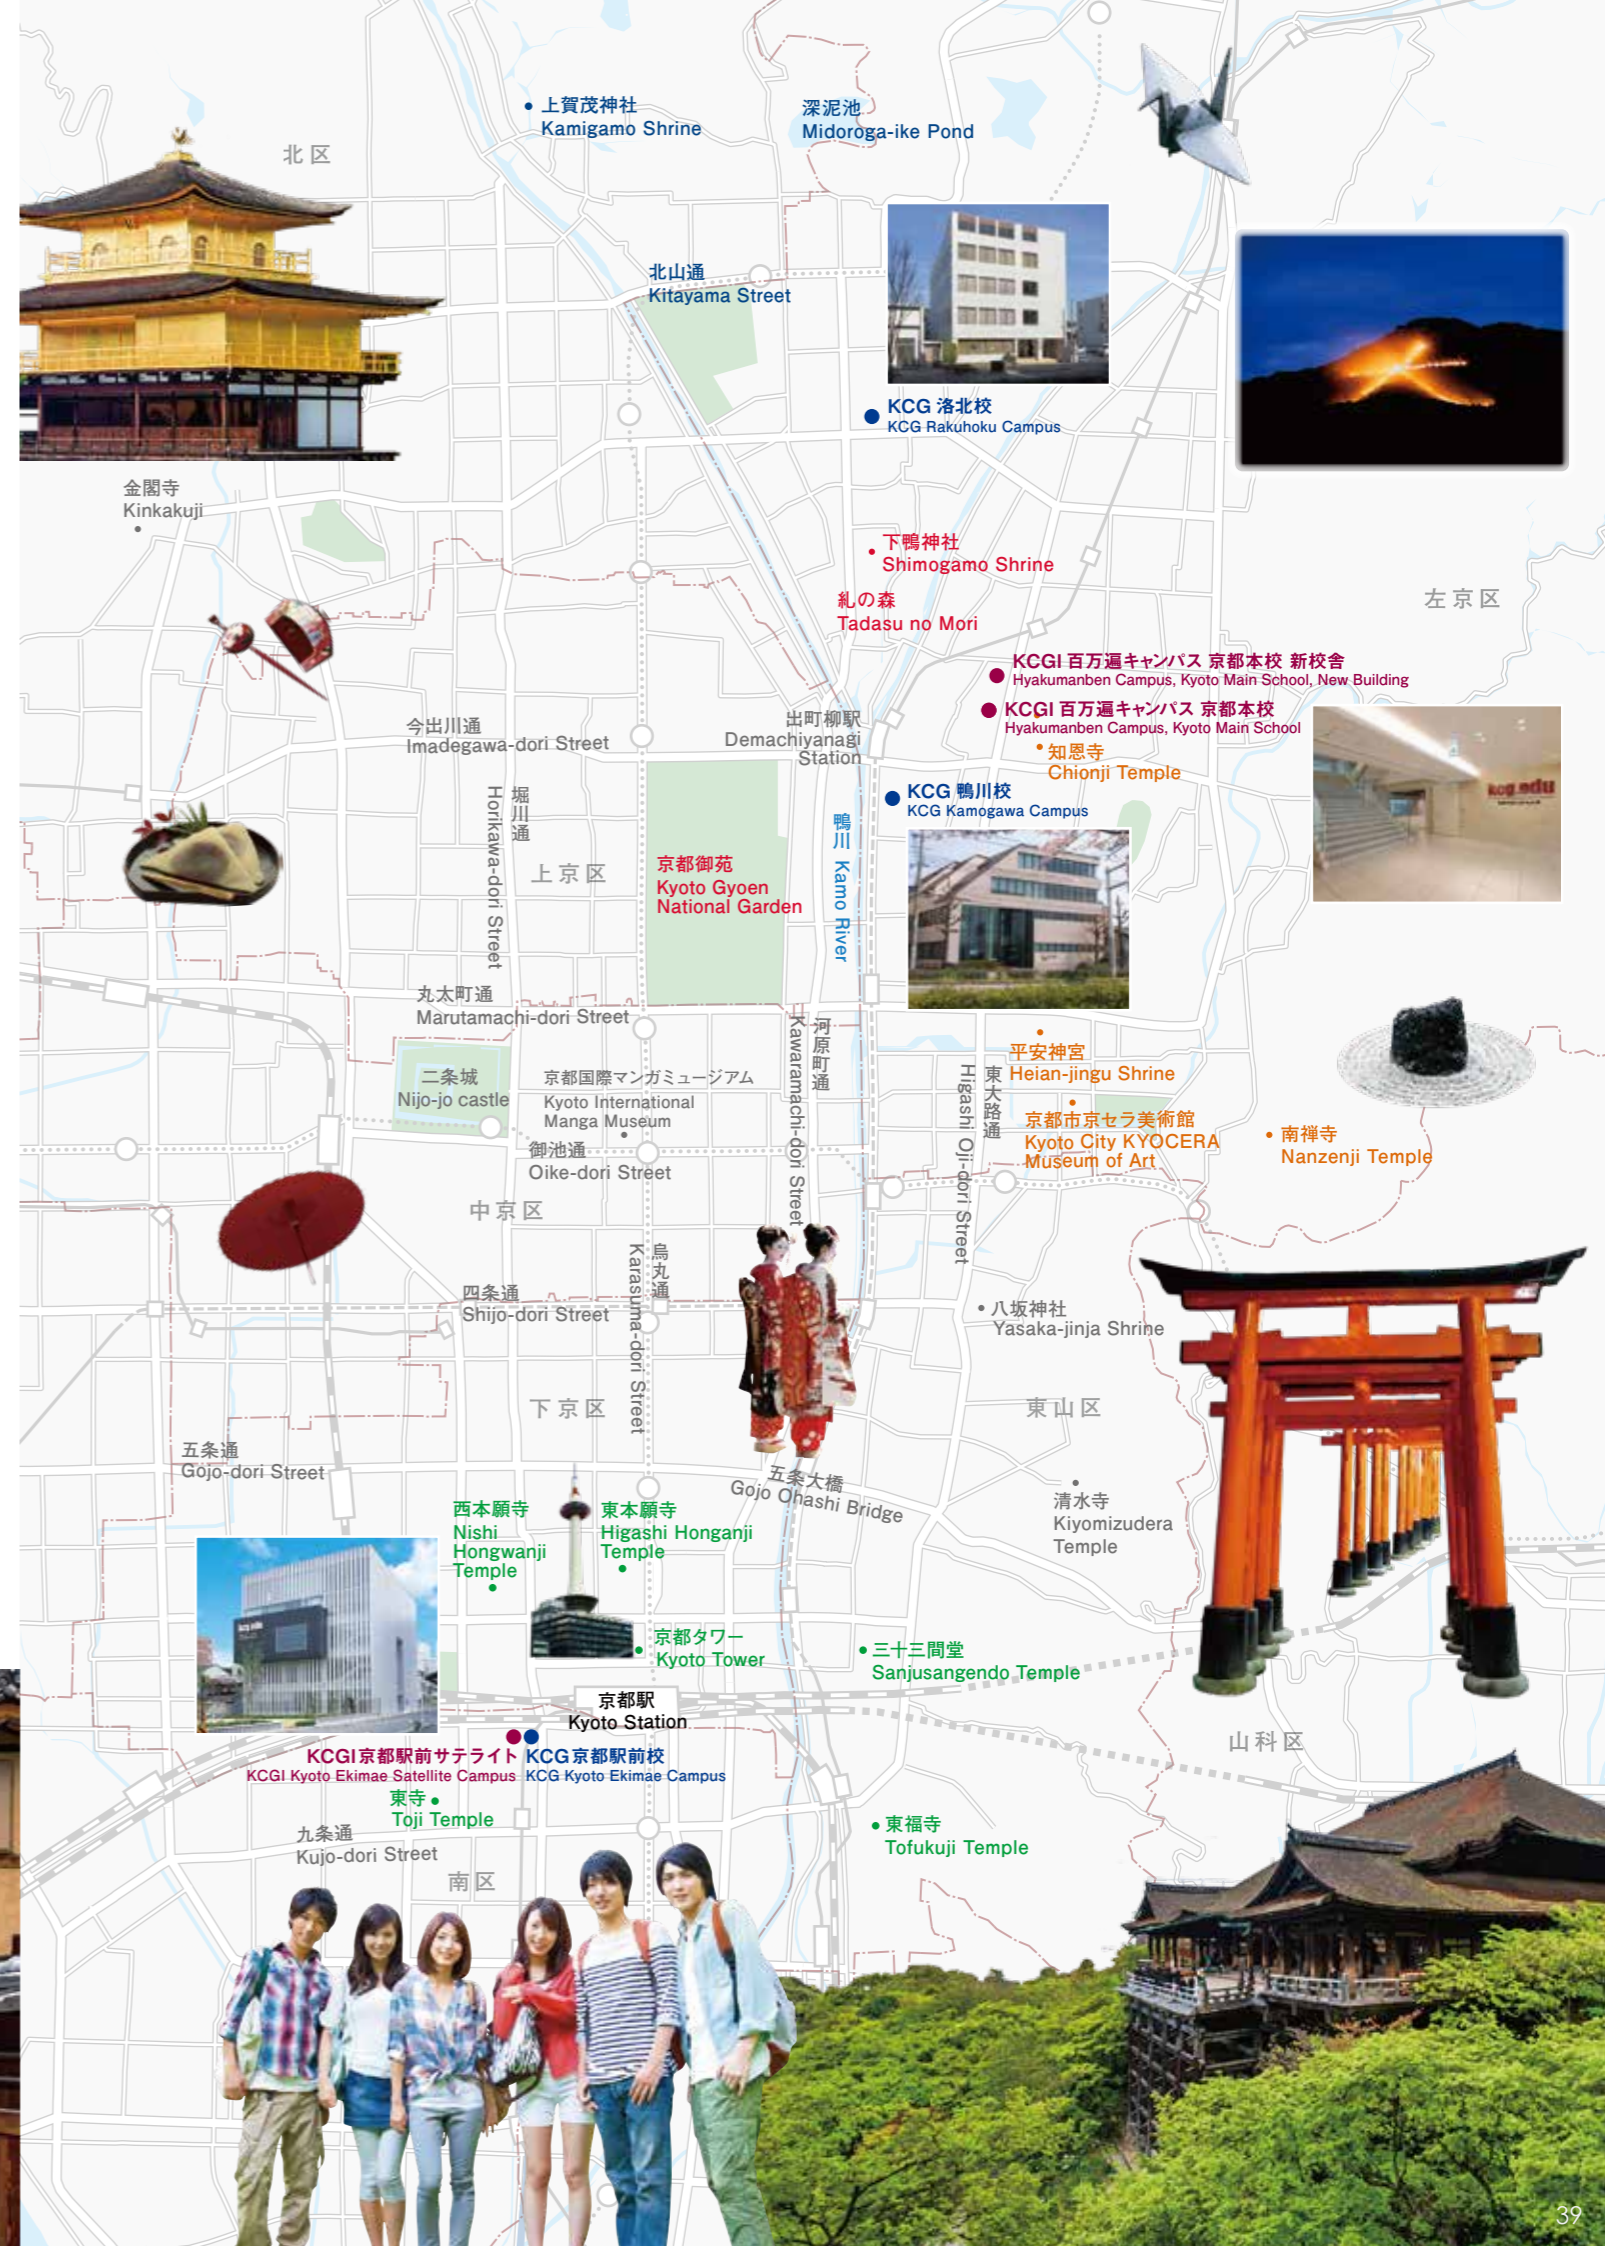 上賀茂神社
Kamigamo Shrine
深泥池
Midoroga-ike Pond
北区
北山通
Kitayama Street
KCG 洛北校
KCG Rakuhoku Campus
金閣寺
Kinkakuji
下鴨神社
Shimogamo Shrine
糺の森
Tadasu no Mori
左京区
KCGI 百万遍キャンパス 京都本校 新校舎
Hyakumanben Campus, Kyoto Main School, New Building
KCGI 百万遍キャンパス 京都本校
Hyakumanben Campus, Kyoto Main School
今出川通
Imadegawa-dori Street
出町柳駅
Demachiyanagi
Station
知恩寺
Chionji Temple
kcg.edu
KCG 鴨川校
KCG Kamogawa Campus
堀川通
Horikawa-dori Street
鴨川 Kamo River
上京区
京都御苑
Kyoto Gyoen
National Garden
丸太町通
Marutamachi-dori Street
河原町通
Kawaramachi-dori Street
平安神宮
Heian-jingu Shrine
東大路通
Higashi Oji-dori Street
二条城
Nijo-jo castle
京都国際マンガミュージアム
Kyoto International
Manga Museum
京都市京セラ美術館
Kyoto City KYOCERA
Museum of Art
南禅寺
Nanzenji Temple
御池通
Oike-dori Street
中京区
烏丸通
Karasuma-dori Street
四条通
Shijo-dori Street
八坂神社
Yasaka-jinja Shrine
下京区
東山区
五条通
Gojo-dori Street
五条大橋
Gojo Ohashi Bridge
清水寺
Kiyomizudera
Temple
西本願寺
Nishi
Hongwanji
Temple
東本願寺
Higashi Honganji
Temple
kcg.edu
京都タワー
Kyoto Tower
三十三間堂
Sanjusangendo Temple
京都駅
Kyoto Station
山科区
KCGI京都駅前サテライト
KCGI Kyoto Ekimae Satellite Campus
KCG京都駅前校
KCG Kyoto Ekimae Campus
東寺
Toji Temple
東福寺
Tofukuji Temple
九条通
Kujo-dori Street
南区
39